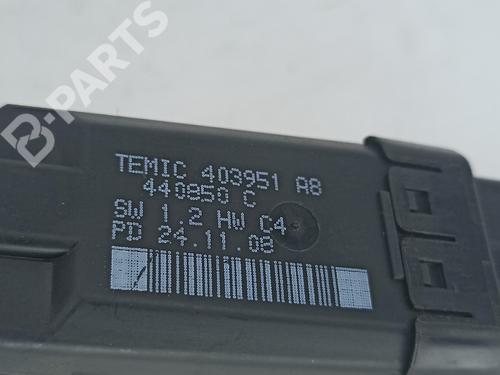 B-PARTS
TEMIC 403951 A8
440850 C
SW 1.2 HW C4
PD 24.11.08